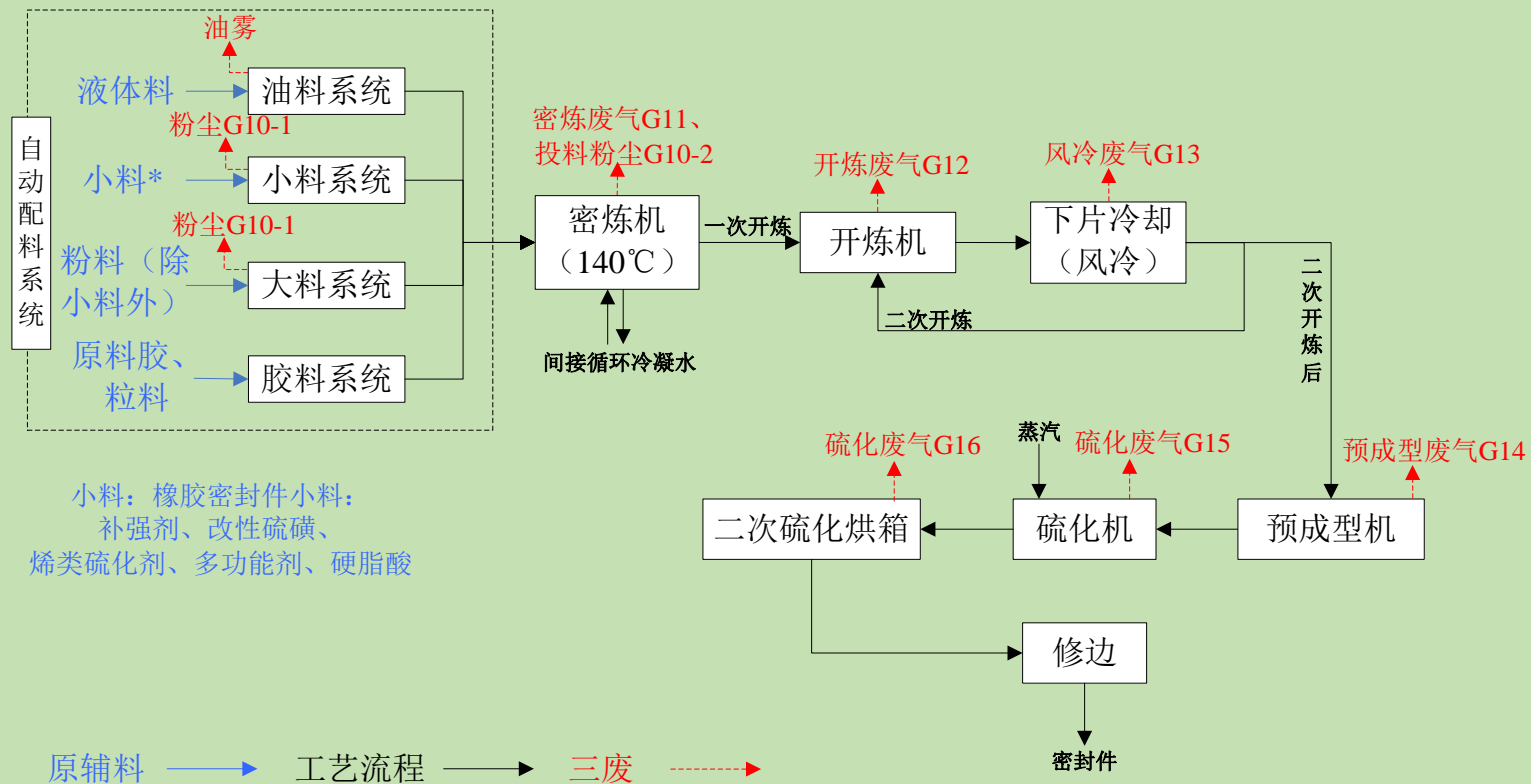 油雾
液体料
油料系统
粉尘G10-1
小料*
小料系统
粉尘G10-1
粉料（除
小料外）
大料系统
原料胶、
粒料
胶料系统
自动配料系统
密炼废气G11、
投料粉尘G10-2
密炼机
（140℃）
间接循环冷凝水
一次开炼
开炼废气G12
开炼机
风冷废气G13
下片冷却
（风冷）
二次开炼
二次开炼后
预成型废气G14
预成型机
蒸汽
硫化废气G15
硫化机
硫化废气G16
二次硫化烘箱
修边
密封件
小料：橡胶密封件小料：
补强剂、改性硫磺、
烯类硫化剂、多功能剂、硬脂酸
原辅料
工艺流程
三废